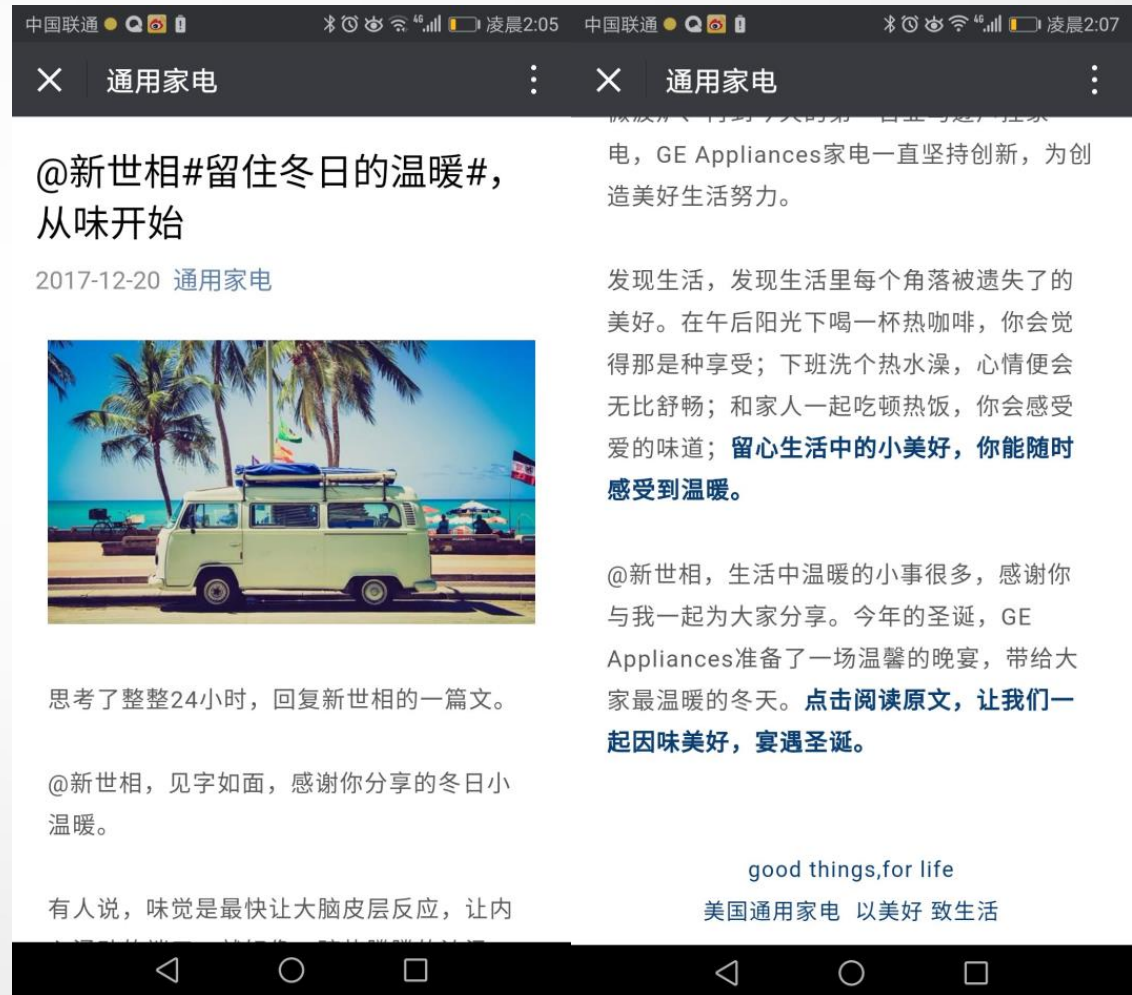 中国联通
凌晨2:05
通用家电
@新世相#留住冬日的温暖#,
从味开始
2017-12-20 通用家电
思考了整整24小时，回复新世相的一篇文。
@新世相，见字如面，感谢你分享的冬日小
温暖。
有人说，味觉是最快让大脑皮层反应，让内
中国联通
凌晨2:07
通用家电
电，GE Appliances家电一直坚持创新，为创
造美好生活努力。
发现生活，发现生活里每个角落被遗失了的
美好。在午后阳光下喝一杯热咖啡，你会觉
得那是种享受；下班洗个热水澡，心情便会
无比舒畅；和家人一起吃顿热饭，你会感受
爱的味道；留心生活中的小美好，你能随时
感受到温暖。
@新世相，生活中温暖的小事很多，感谢你
与我一起为大家分享。今年的圣诞，GE
Appliances准备了一场温馨的晚宴，带给大
家最温暖的冬天。点击阅读原文，让我们一
起因味美好，宴遇圣诞。
good things,for life
美国通用家电 以美好 致生活